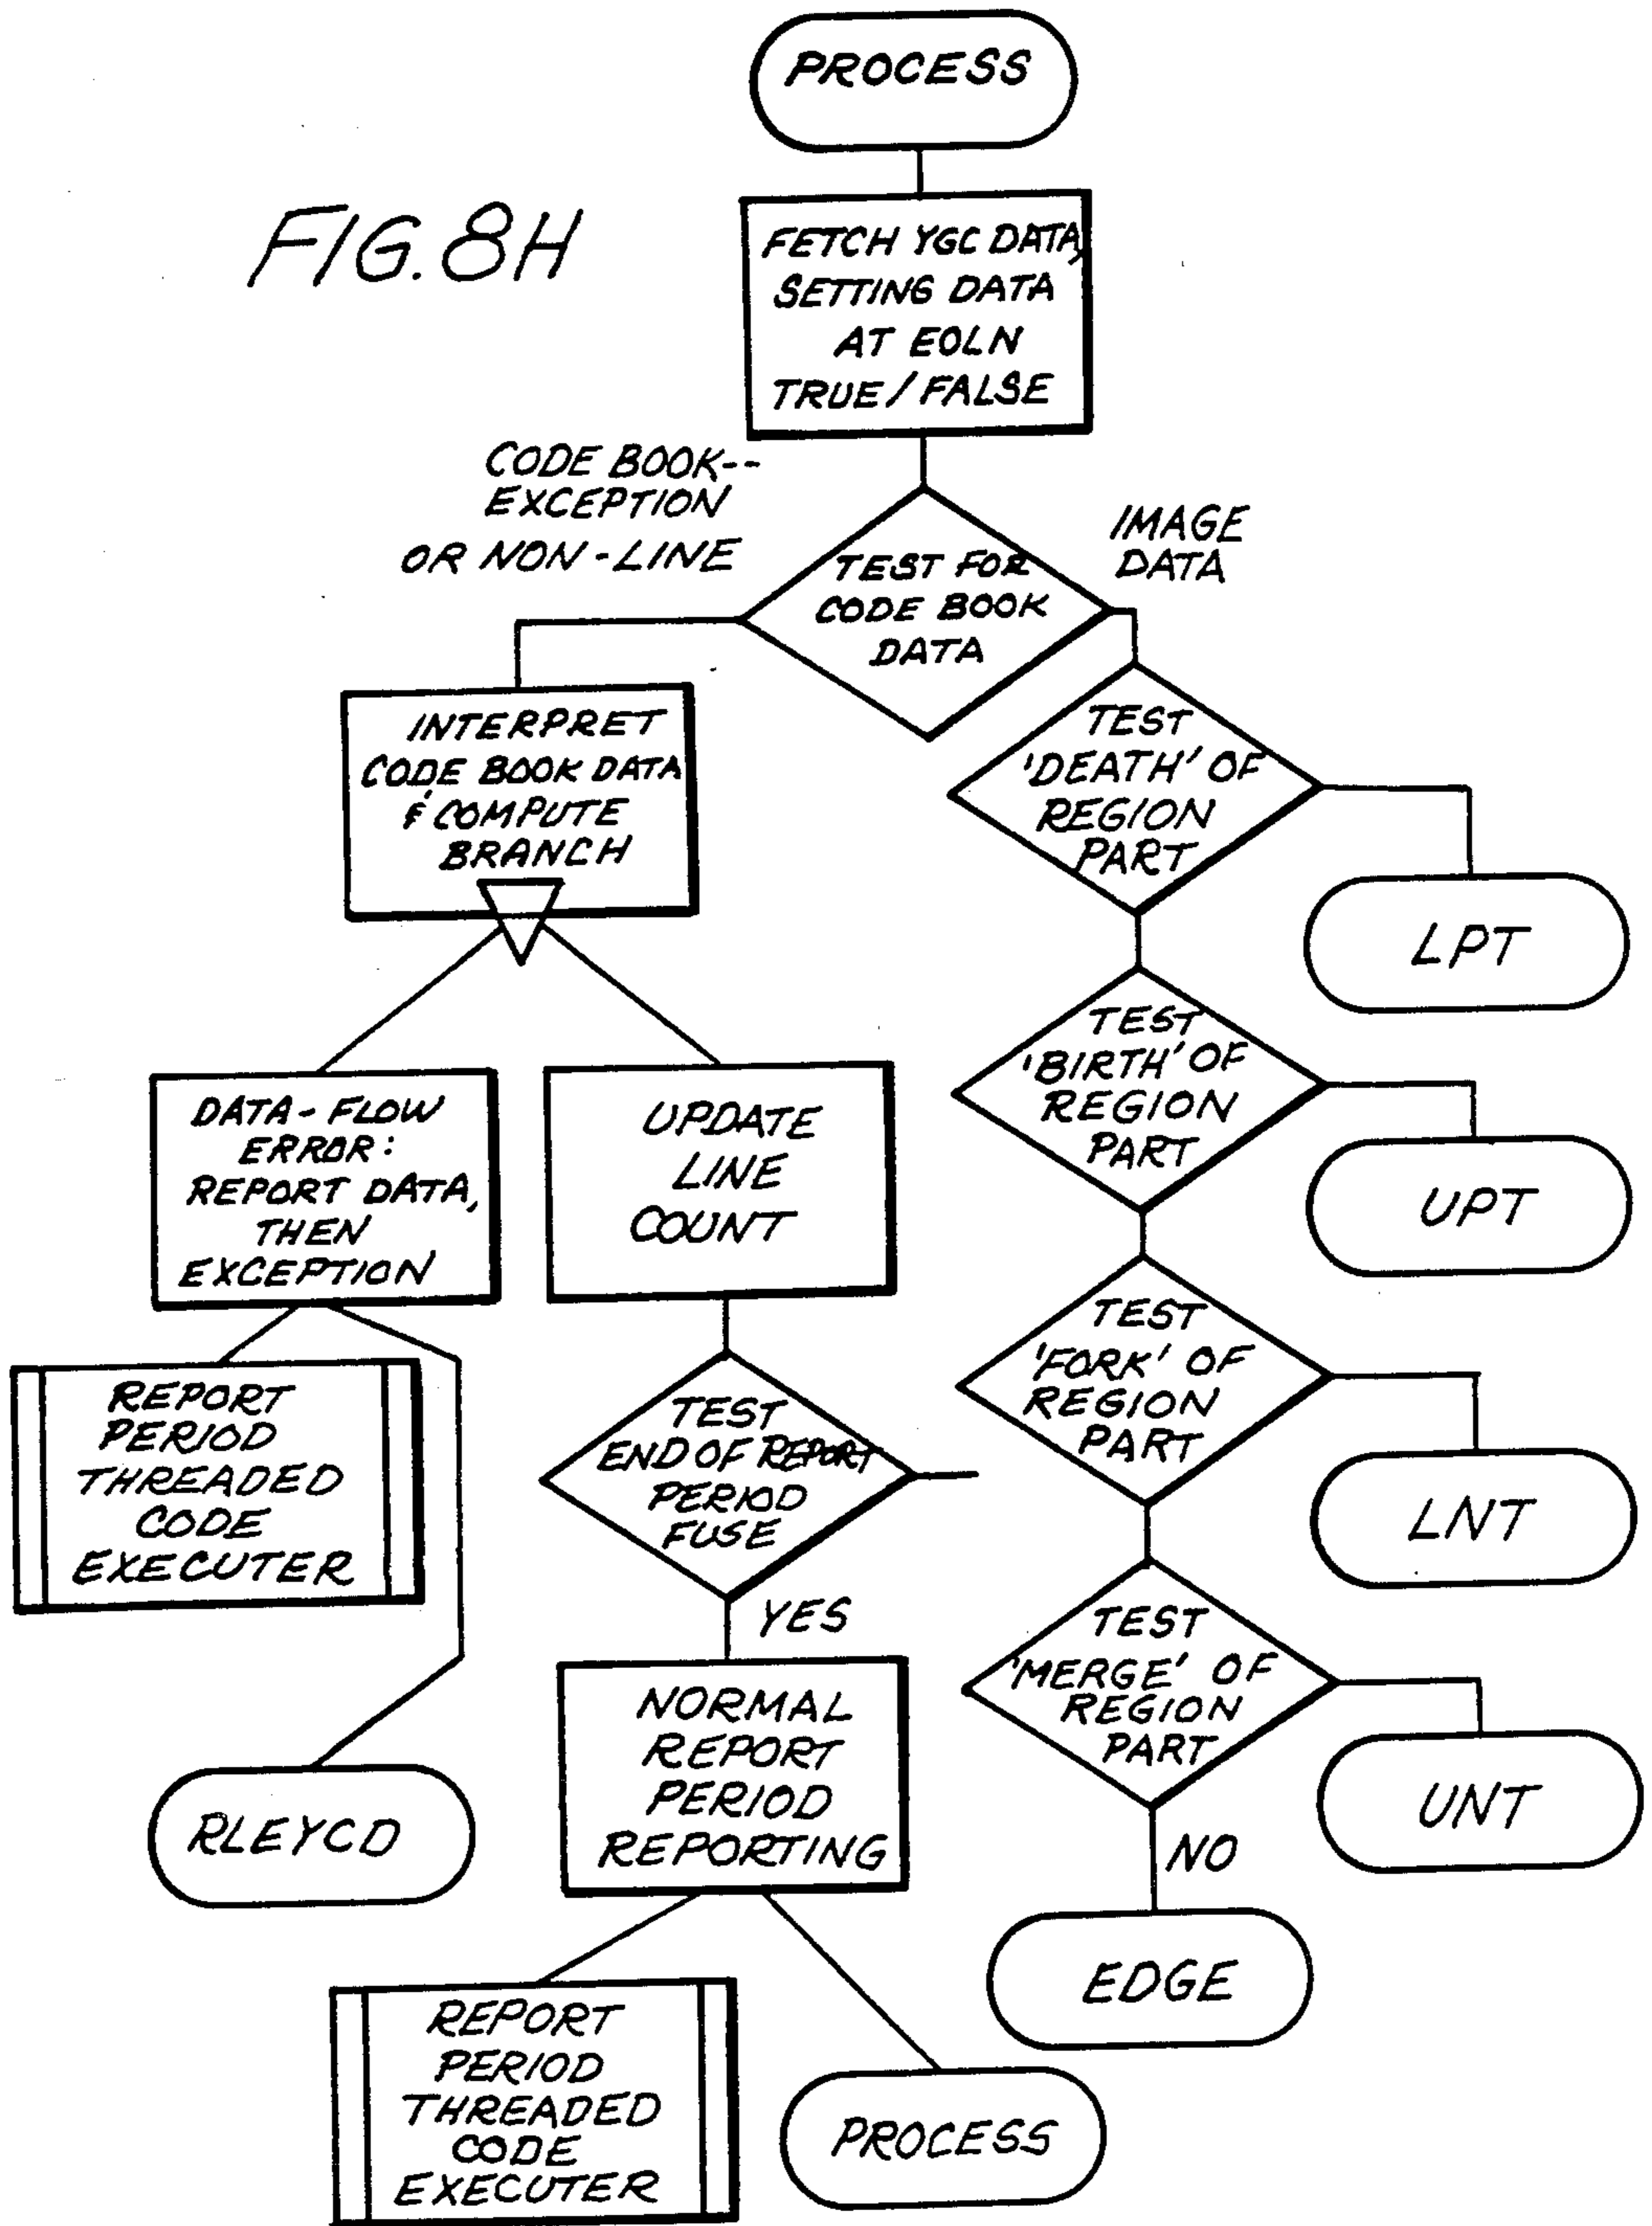 PROCESS
FIG. 8H
FETCH YGC DATA,
SETTING DATA
AT EOLN
TRUE / FALSE
CODE BOOK--
EXCEPTION
OR NON-LINE
IMAGE
DATA
TEST FOR
CODE BOOK
DATA
INTERPRET
CODE BOOK DATA
& COMPUTE
BRANCH
TEST
'DEATH' OF
REGION
PART
LPT
TEST
'BIRTH' OF
REGION
PART
UPT
DATA-FLOW
ERROR:
REPORT DATA,
THEN
EXCEPTION
UPDATE
LINE
COUNT
TEST
'FORK' OF
REGION
PART
LNT
REPORT
PERIOD
THREADED
CODE
EXECUTER
TEST
END OF REPORT
PERIOD
FUSE
YES
TEST
'MERGE' OF
REGION
PART
UNT
NORMAL
REPORT
PERIOD
REPORTING
RLEYCD
NO
EDGE
REPORT
PERIOD
THREADED
CODE
EXECUTER
PROCESS